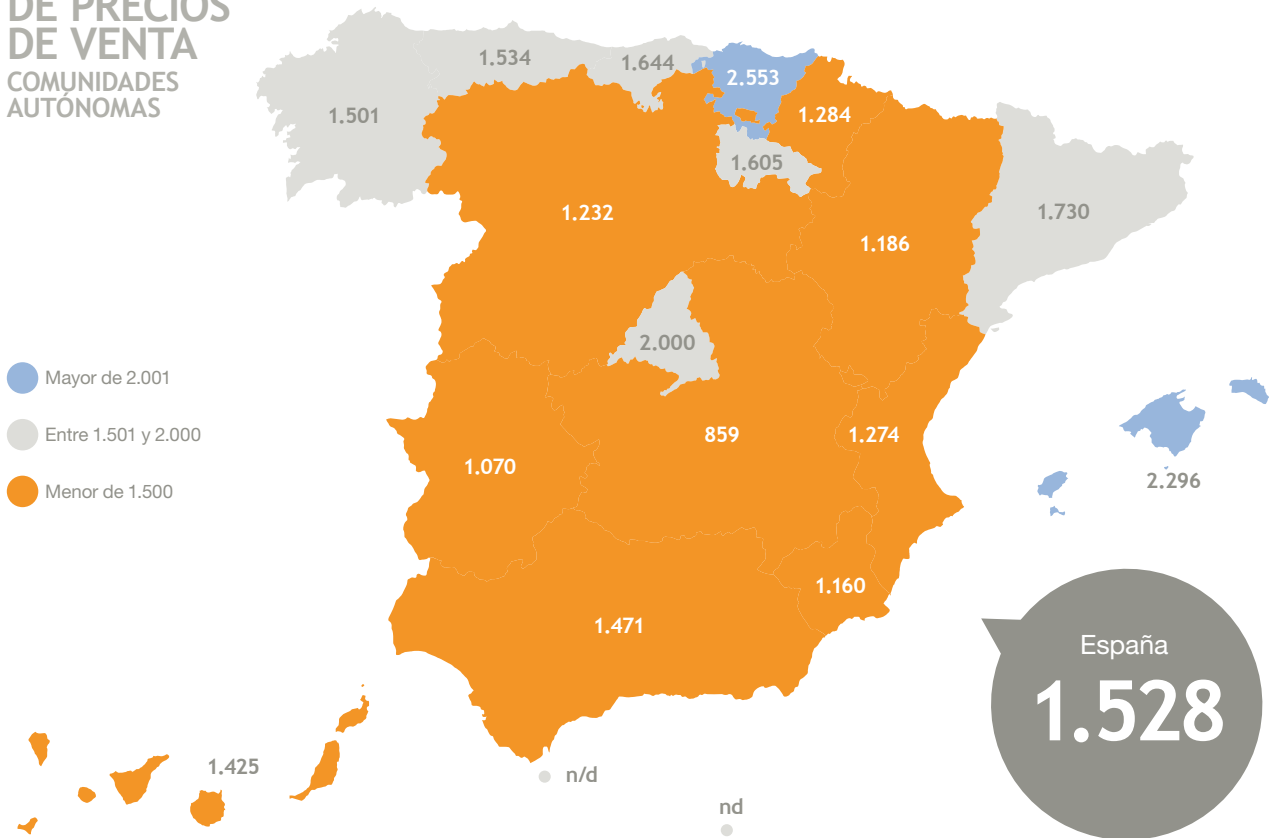 DE PRECIOS
DE VENTA
COMUNIDADES
AUTÓNOMAS
1.501
1.534
1.644
2.553
1.284
1.605
1.232
1.186
1.730
2.000
859
1.274
1.070
2.296
1.160
1.471
1.425
n/d
nd
Mayor de 2.001
Entre 1.501 y 2.000
Menor de 1.500
España
1.528